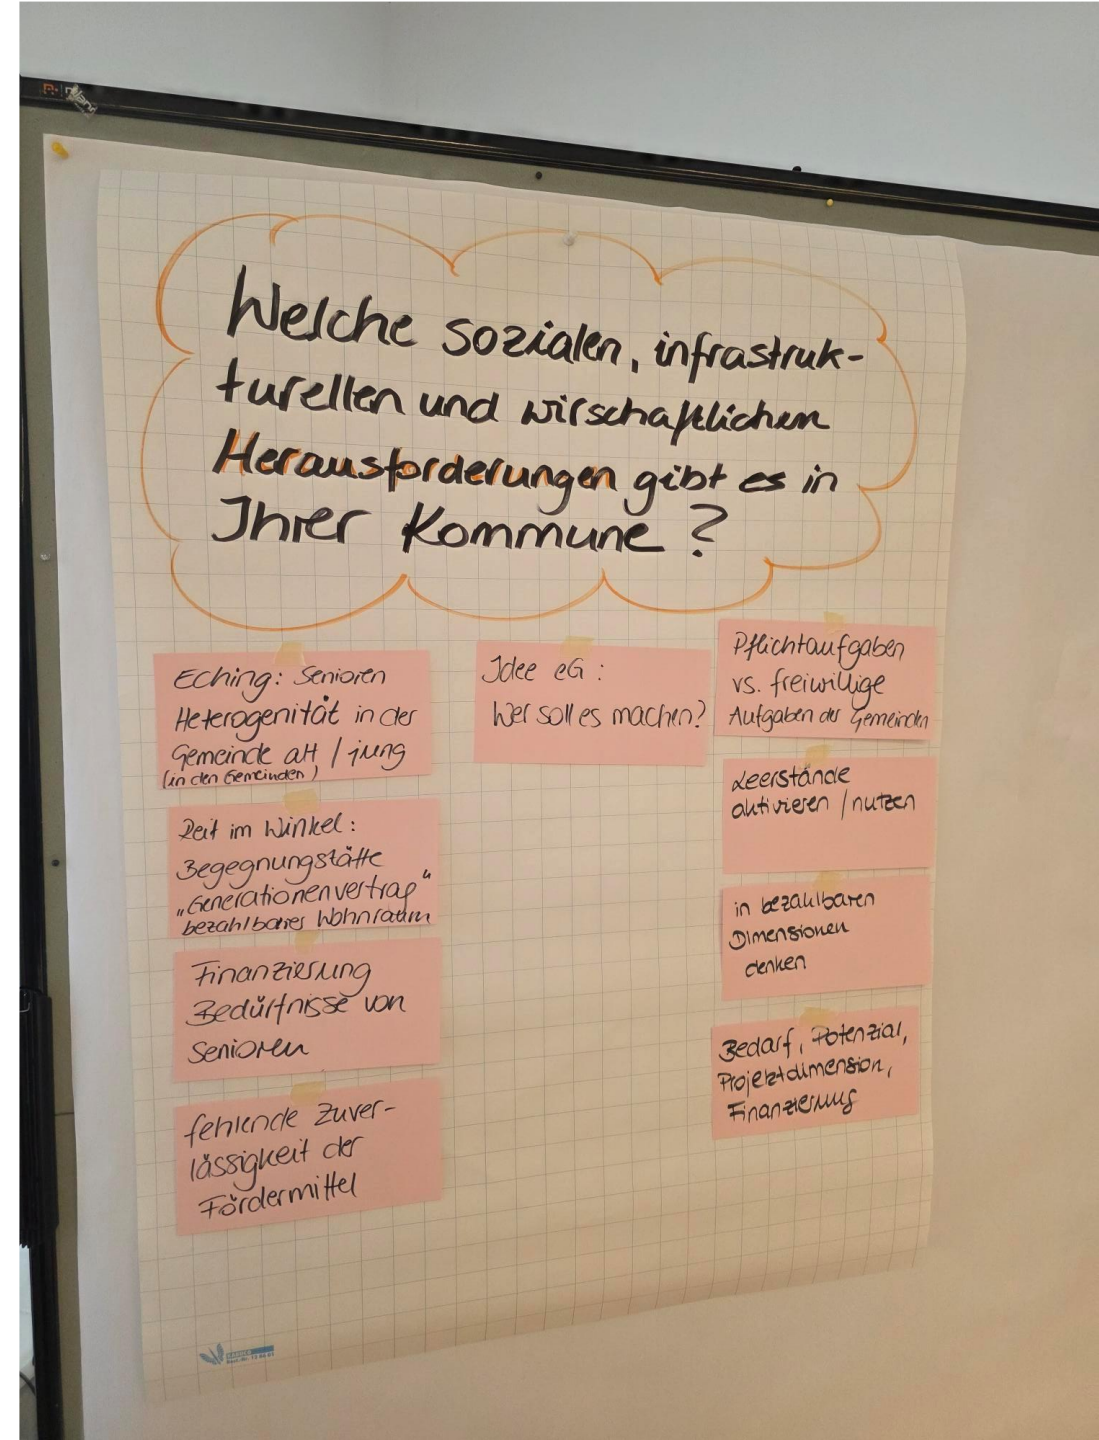 Welche sozialen, infrastruk-
turellen und wirschaftlichen
Herausforderungen gibt es in
Ihrer Kommune?
Eching: Senioren
Heterogenität in der
Gemeinde alt / jung
(in den Gemeinden)
Reit im Winkel:
Begegnungstätte
„Generationenvertrag“
bezahlbares Wohnraum
Finanzierung
Bedürfnisse von
Senioren
fehlende Zuver-
lässigkeit der
Fördermittel
Idee eG:
Wer soll es machen?
Pflichtaufgaben
vs. freiwillige
Aufgaben der Gemeinden
Leerstände
aktivieren / nutzen
in bezahlbaren
Dimensionen
denken
Bedarf, Potenzial,
Projektdimension,
Finanzierung